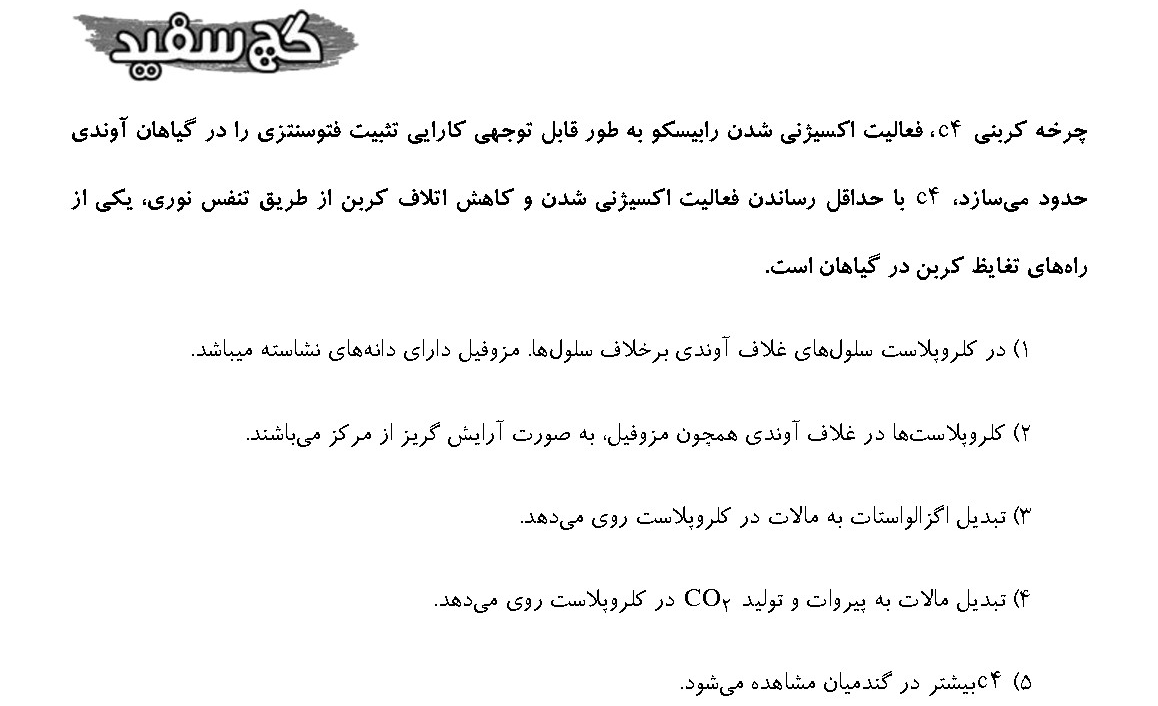 گچ سفید
چرخه کربنی c۴، فعالیت اکسیژنی شدن رابیسکو به طور قابل توجهی کارایی تثبیت فتوسنتزی را در گیاهان آوندی
حدود می‌سازد، c۴ با حداقل رساندن فعالیت اکسیژنی شدن و کاهش اتلاف کربن از طریق تنفس نوری، یکی از
راه‌های تغایظ کربن در گیاهان است.
۱) در کلروپلاست سلول‌های غلاف آوندی برخلاف سلول‌ها. مزوفیل دارای دانه‌های نشاسته میباشد.
۲) کلروپلاست‌ها در غلاف آوندی همچون مزوفیل، به صورت آرایش گریز از مرکز می‌باشند.
۳) تبدیل اگزالواستات به مالات در کلروپلاست روی می‌دهد.
۴) تبدیل مالات به پیروات و تولید CO₂ در کلروپلاست روی می‌دهد.
۵) c۴بیشتر در گندمیان مشاهده می‌شود.